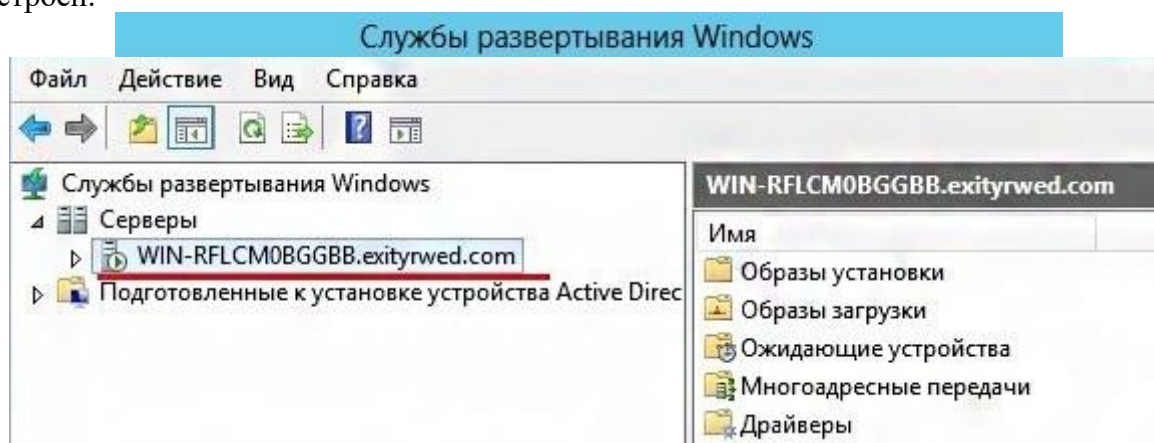 Службы развертывания Windows
Файл Действие Вид Справка
Службы развертывания Windows
Серверы
WIN-RFLCM0BGGBB.exityrwed.com
Подготовленные к установке устройства Active Direc
WIN-RFLCM0BGGBB.exityrwed.com
Имя
Образы установки
Образы загрузки
Ожидающие устройства
Многоадресные передачи
Драйверы